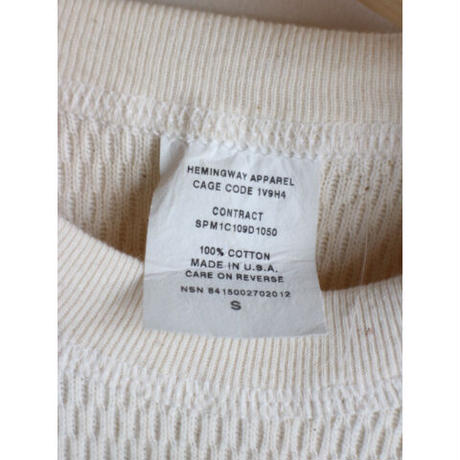 HEMINGWAY APPAREL
CAGE CODE 1V9H4
CONTRACT
SPM1C109D1050
100% COTTON
MADE IN U.S.A.
CARE ON REVERSE
NSN 8415002702012
S